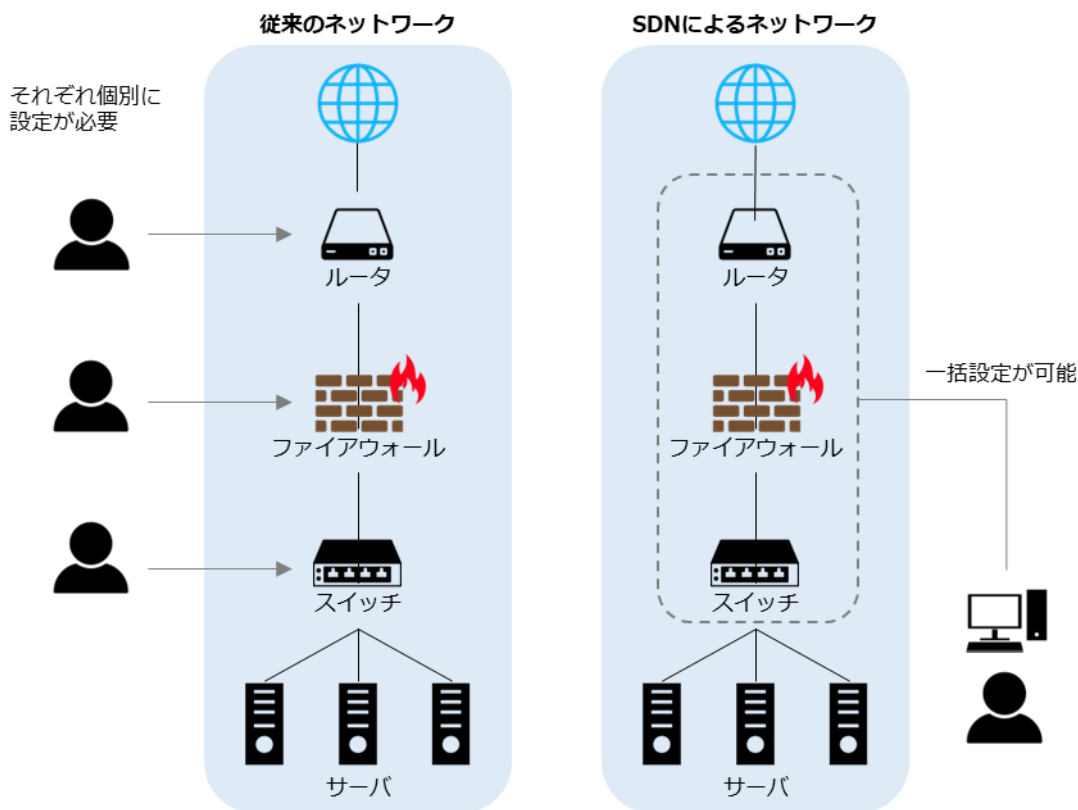 従来のネットワーク
SDNによるネットワーク
それぞれ個別に
設定が必要
ルータ
ルータ
一括設定が可能
ファイアウォール
ファイアウォール
スイッチ
スイッチ
サーバ
サーバ